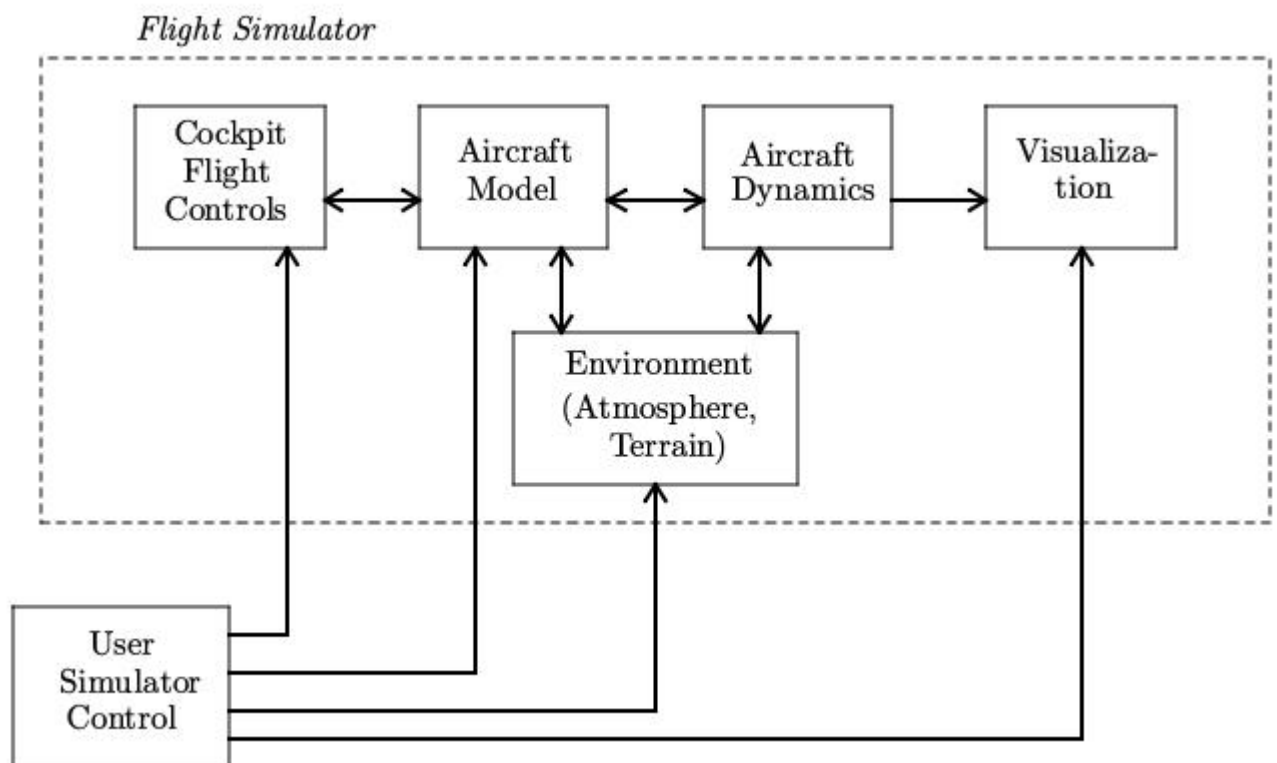 Flight Simulator
Cockpit
Flight
Controls
Aircraft
Model
Aircraft
Dynamics
Visualiza-
tion
Environment
(Atmosphere,
Terrain)
User
Simulator
Control